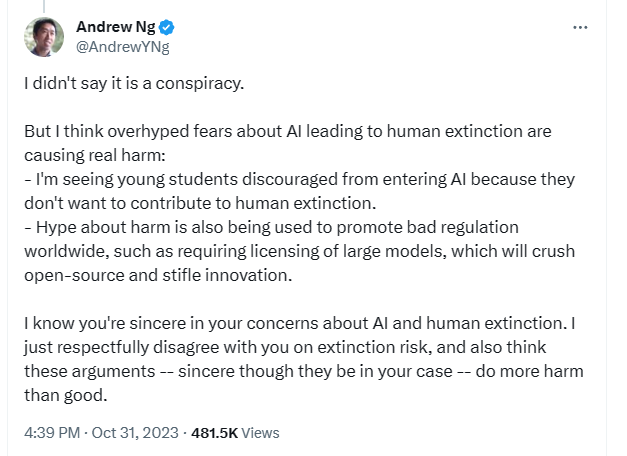 Andrew Ng
@AndrewYNg
I didn't say it is a conspiracy.
But I think overhyped fears about AI leading to human extinction are
causing real harm:
- I'm seeing young students discouraged from entering AI because they
don't want to contribute to human extinction.
- Hype about harm is also being used to promote bad regulation
worldwide, such as requiring licensing of large models, which will crush
open-source and stifle innovation.
I know you're sincere in your concerns about AI and human extinction. I
just respectfully disagree with you on extinction risk, and also think
these arguments -- sincere though they be in your case -- do more harm
than good.
4:39 PM · Oct 31, 2023 · 481.5K Views